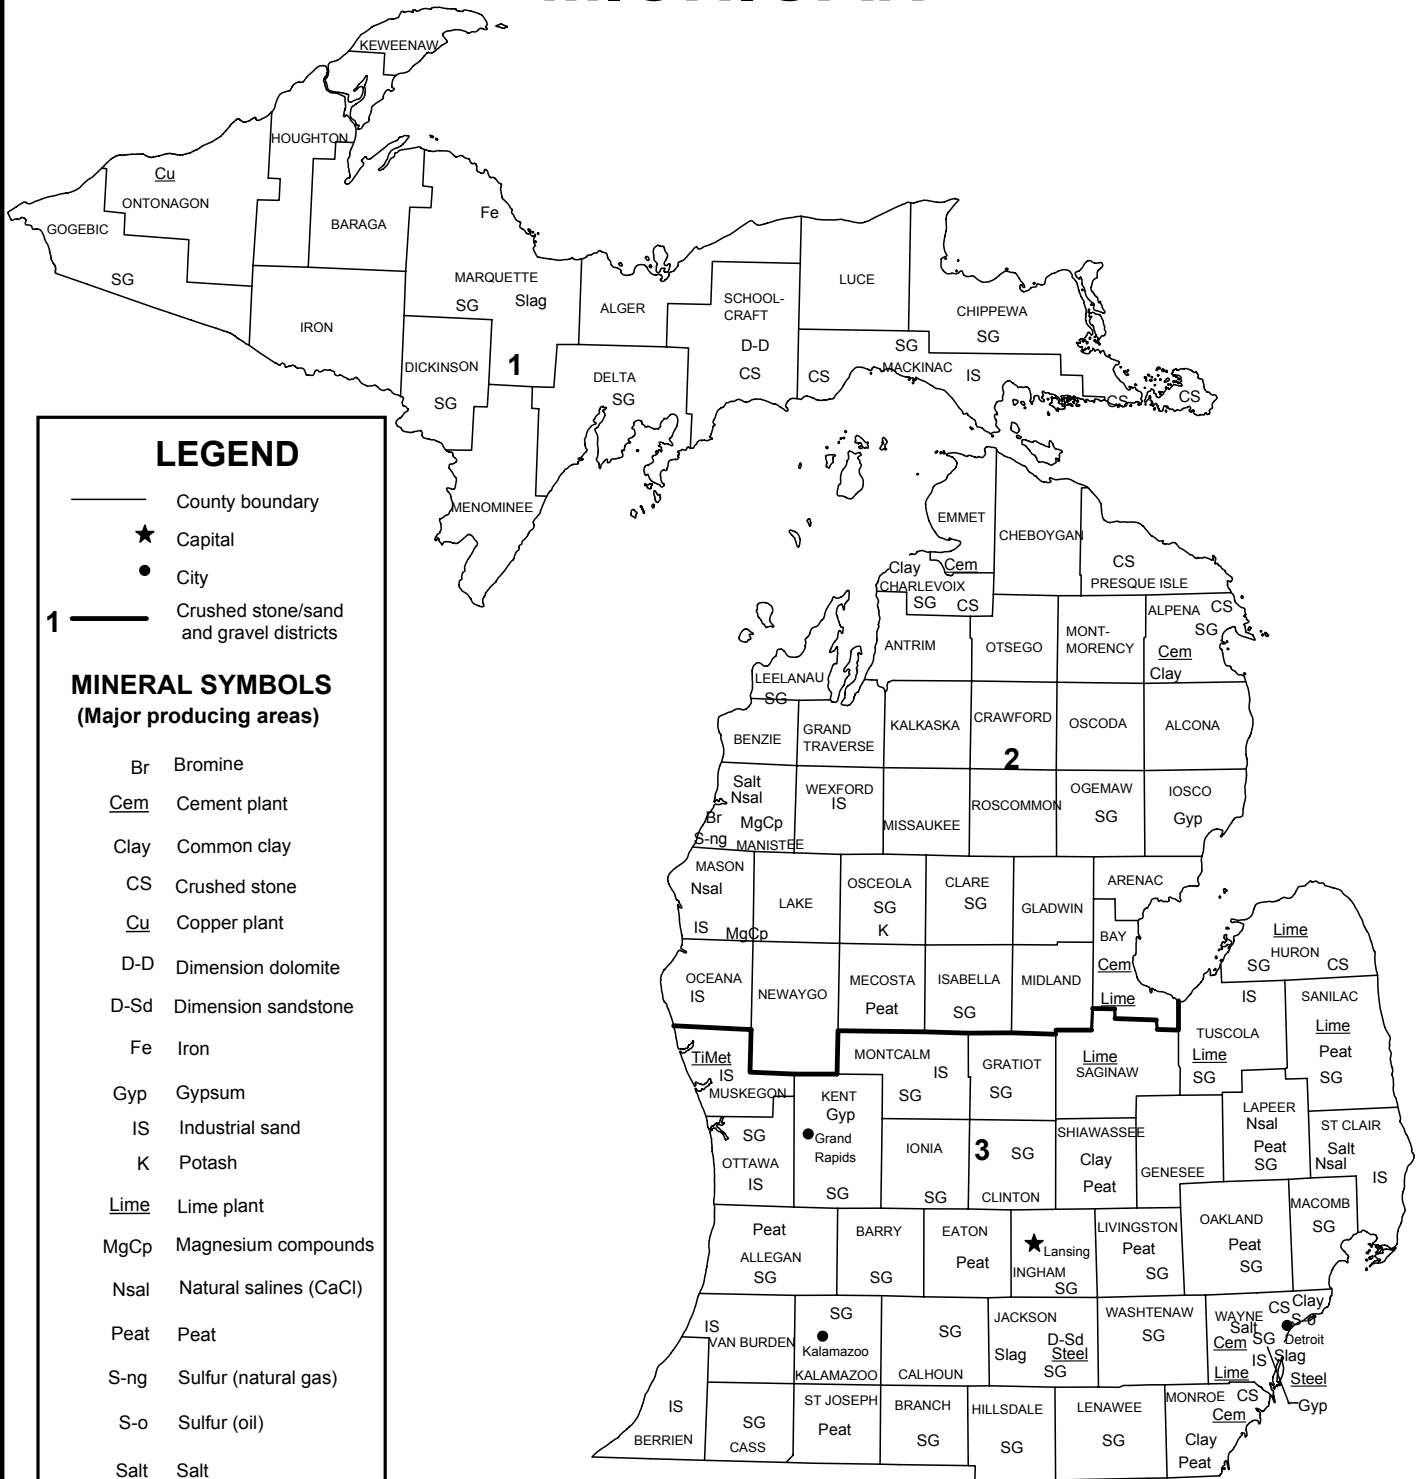 KEWEENAW
HOUGHTON
Cu
ONTONAGON
GOGEBIC
SG
BARAGA
IRON
Fe
MARQUETTE
SG Slag
DICKINSON
SG
1
MENOMINEE
ALGER
DELTA
SG
SCHOOL-
CRAFT
D-D
CS
LUCE
CHIPPEWA
SG
SG
CS MACKINAC IS
CS CS
LEGEND
County boundary
Capital
City
1 Crushed stone/sand
and gravel districts
MINERAL SYMBOLS
(Major producing areas)
Br Bromine
Cem Cement plant
Clay Common clay
CS Crushed stone
Cu Copper plant
D-D Dimension dolomite
D-Sd Dimension sandstone
Fe Iron
Gyp Gypsum
IS Industrial sand
K Potash
Lime Lime plant
MgCp Magnesium compounds
Nsal Natural salines (CaCl)
Peat Peat
S-ng Sulfur (natural gas)
S-o Sulfur (oil)
Salt Salt
EMMET
CHEBOYGAN
CS
PRESQUE ISLE
Clay Cem
CHARLEVOIX
SG CS
ANTRIM
OTSEGO
MONT-
MORENCY
ALPENA CS
SG
Cem
Clay
LEELANAU
SG
BENZIE
GRAND
TRAVERSE
KALKASKA
CRAWFORD
2
OSCODA
ALCONA
Salt
Nsal
Br MgCp
S-ng MANISTEE
WEXFORD
IS
MISSAUKEE
ROSCOMMON
OGEMAW
SG
IOSCO
Gyp
MASON
Nsal
IS MgCp
LAKE
OSCEOLA
SG
K
CLARE
SG
GLADWIN
ARENAC
BAY
Cem
Lime
OCEANA
IS
NEWAYGO
MECOSTA
Peat
ISABELLA
SG
MIDLAND
Lime
HURON
SG CS
IS
TUSCOLA
Lime
SG
SANILAC
Lime
Peat
SG
TiMet
IS
MUSKEGON
MONTCALM
IS
SG
GRATIOT
SG
Lime
SAGINAW
KENT
Gyp
Grand
Rapids
SG
SG
OTTAWA
IS
IONIA
SG
3 SG
CLINTON
SHIAWASSEE
Clay
Peat
GENESEE
LAPEER
Nsal
Peat
SG
ST CLAIR
Salt
Nsal
IS
Peat
ALLEGAN
SG
BARRY
SG
EATON
Peat
Lansing
INGHAM
SG
LIVINGSTON
Peat
SG
OAKLAND
Peat
SG
MACOMB
SG
IS
VAN BURDEN
SG
Kalamazoo
KALAMAZOO
SG
CALHOUN
JACKSON
D-Sd
Slag Steel
SG
WASHTENAW
SG
WAYNE CS Clay
Salt S-o
Cem SG Detroit
IS Slag
Lime Steel
Gyp
IS
BERRIEN
SG
CASS
ST JOSEPH
Peat
BRANCH
SG
HILLSDALE
SG
LENAWEE
SG
MONROE CS
Cem
Clay
Peat